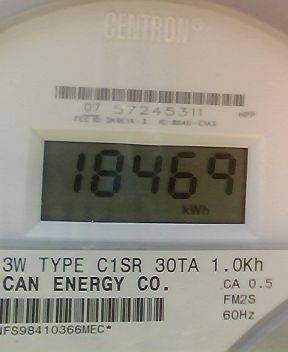 CENTRON®
07 57245311
18469
kWh
3W TYPE C1SR 30TA 1.0Kh
CAN ENERGY CO.
CA 0.5
FM2S
NFS98410366MEC*
60Hz